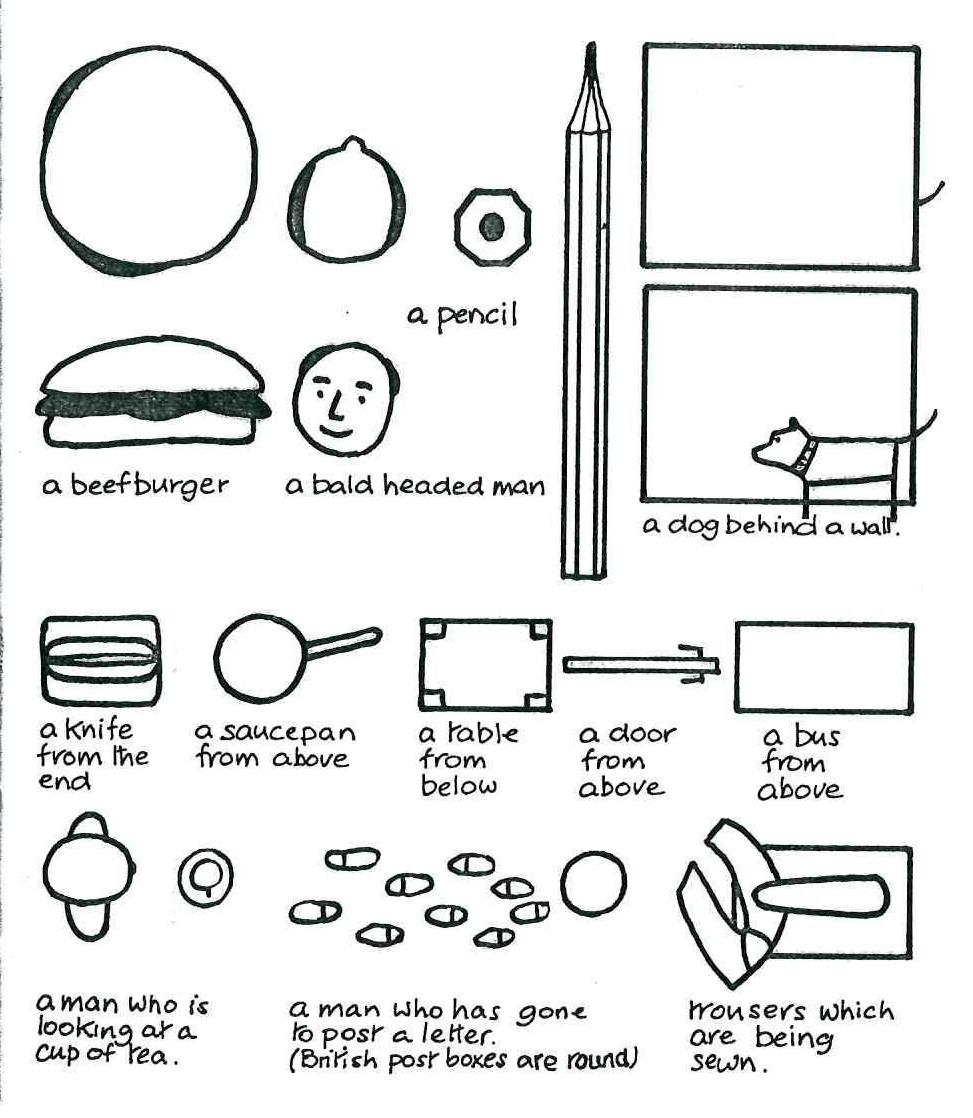 a pencil
a beefburger
a bald headed man
a dog behind a wall.
a knife
from the
end
a saucepan
from above
a table
from
below
a door
from
above
a bus
from
above
a man who is
looking at a
cup of tea.
a man who has gone
to post a letter.
(British post boxes are round)
trousers which
are being
sewn.